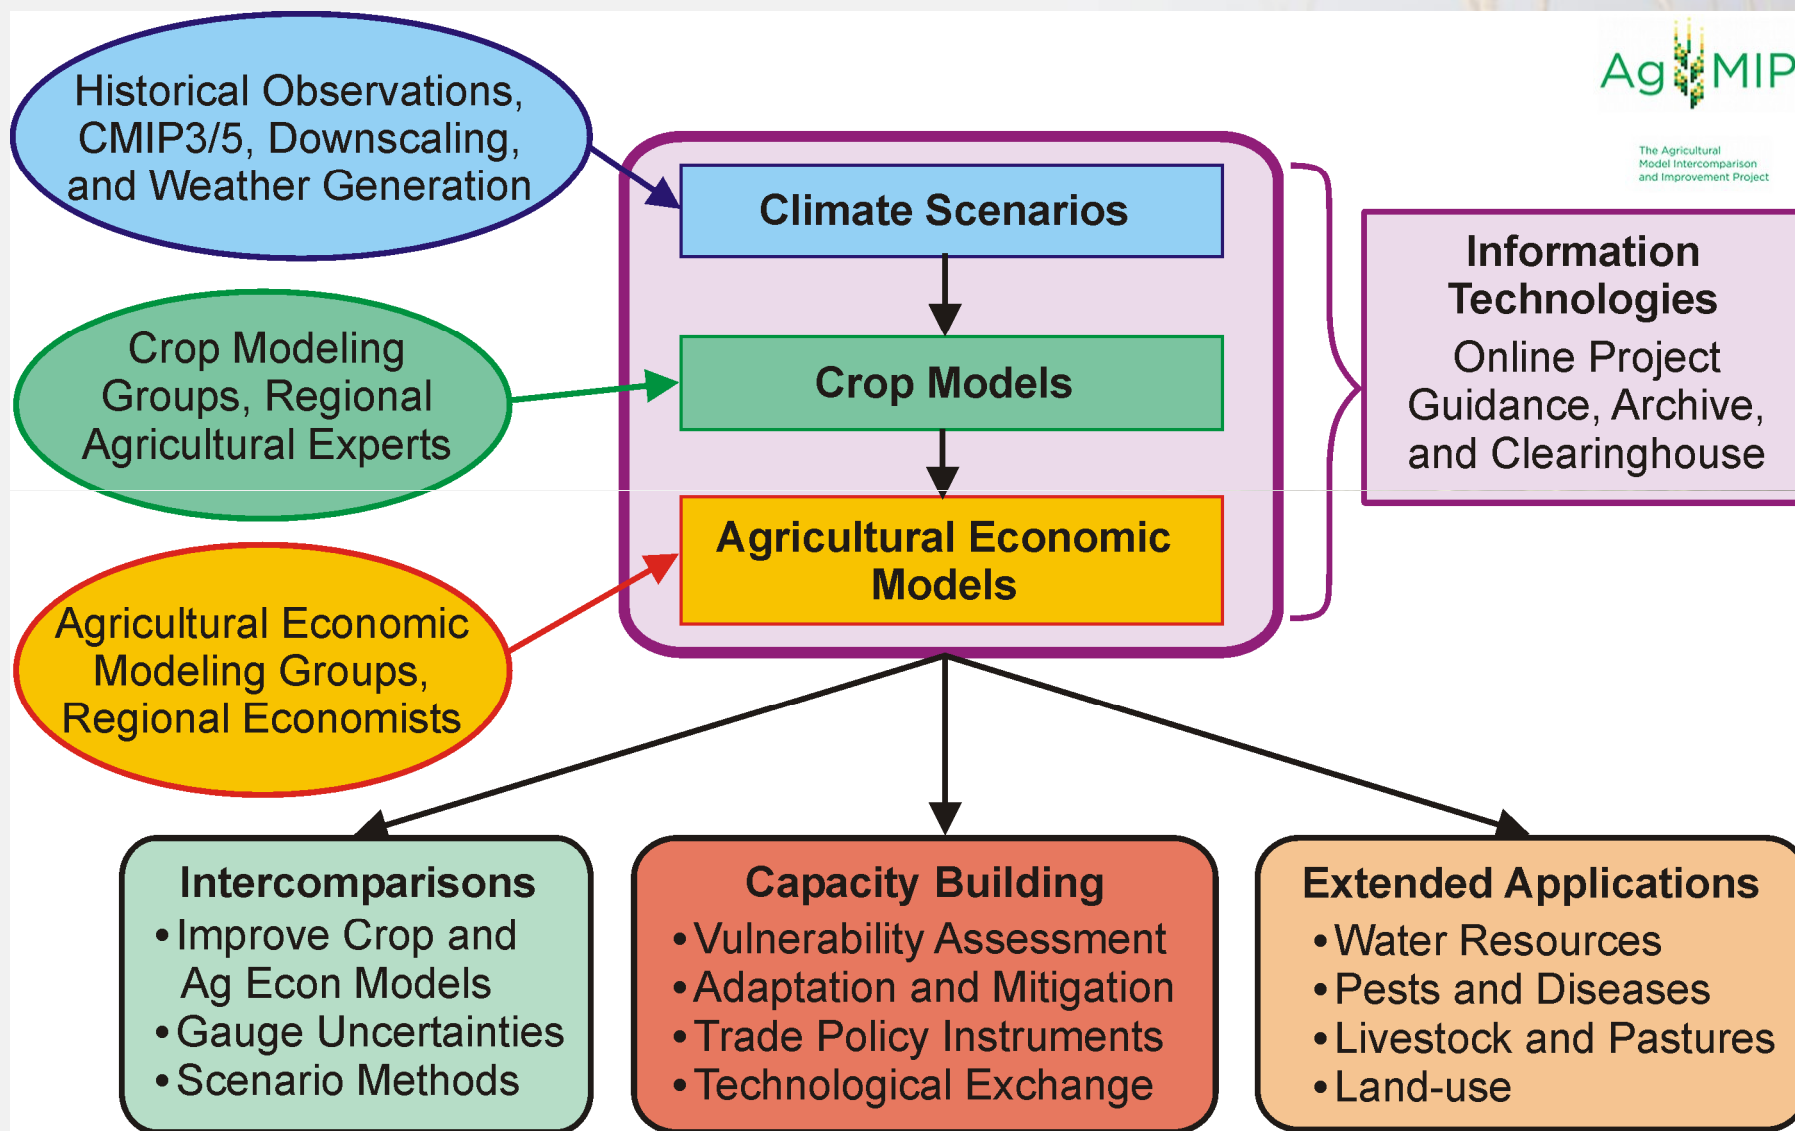 Historical Observations,
CMIP3/5, Downscaling,
and Weather Generation
Ag MIP
The Agricultural
Model Intercomparison
and Improvement Project
Climate Scenarios
Information
Technologies
Online Project
Guidance, Archive,
and Clearinghouse
Crop Modeling
Groups, Regional
Agricultural Experts
Crop Models
Agricultural Economic
Models
Agricultural Economic
Modeling Groups,
Regional Economists
Intercomparisons
• Improve Crop and
Ag Econ Models
• Gauge Uncertainties
• Scenario Methods
Capacity Building
• Vulnerability Assessment
• Adaptation and Mitigation
• Trade Policy Instruments
• Technological Exchange
Extended Applications
• Water Resources
• Pests and Diseases
• Livestock and Pastures
• Land-use